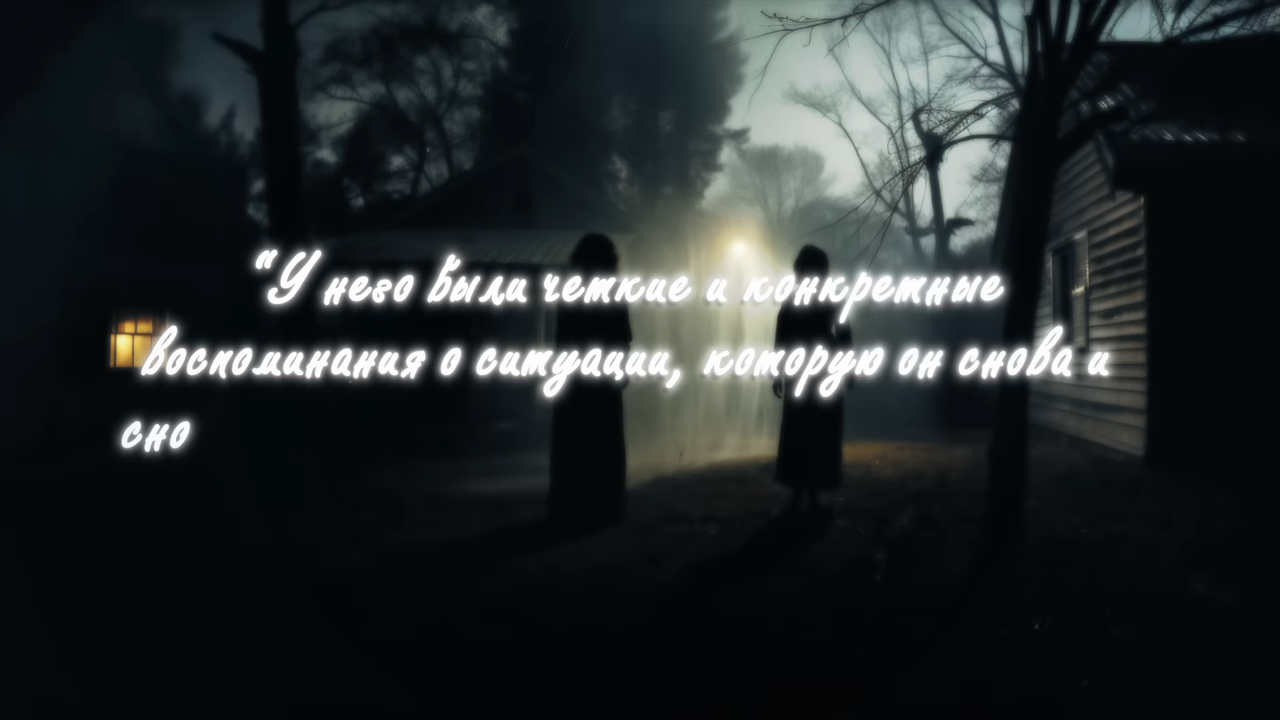 "У него были четкие и конкретные
воспоминания о ситуации, которую он снова и
сно